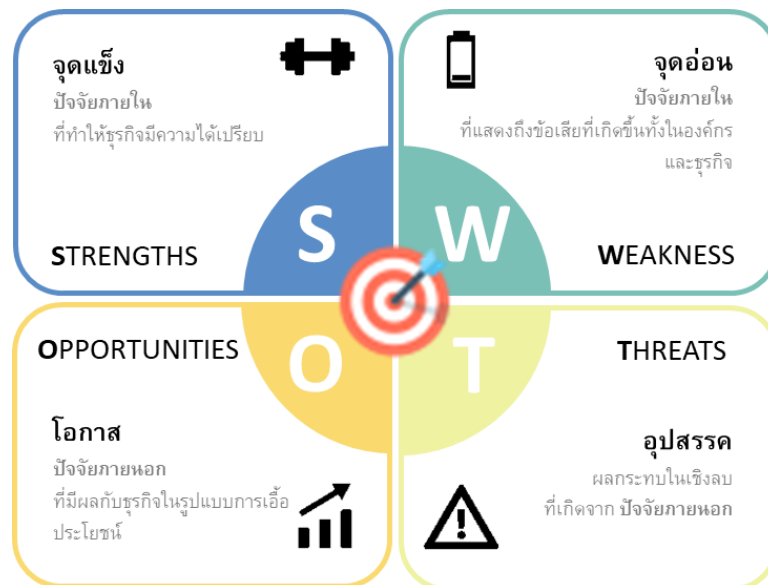 จุดแข็ง
ปัจจัยภายใน
ที่ทำให้ธุรกิจมีความได้เปรียบ
S
STRENGTHS
จุดอ่อน
ปัจจัยภายใน
ที่แสดงถึงข้อเสียที่เกิดขึ้นทั้งในองค์กร
และธุรกิจ
W
WEAKNESS
OPPORTUNITIES
O
โอกาส
ปัจจัยภายนอก
ที่มีผลกับธุรกิจในรูปแบบการเอื้อ
ประโยชน์
T
THREATS
อุปสรรค
ผลกระทบในเชิงลบ
ที่เกิดจาก ปัจจัยภายนอก